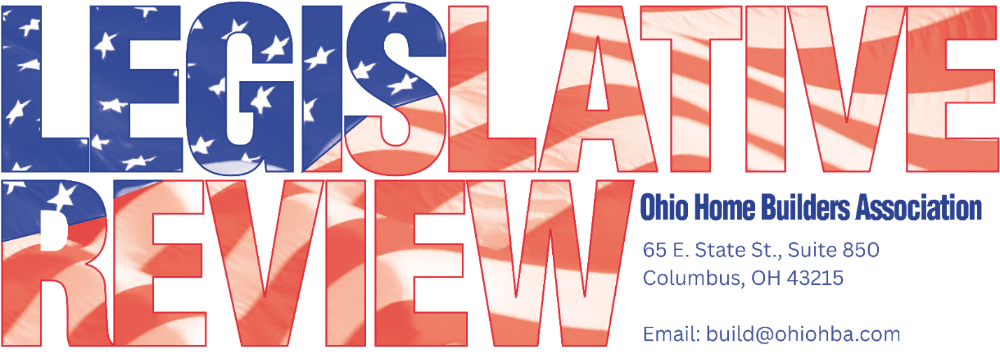 LEGISLATIVE
REVIEW
Ohio Home Builders Association
65 E. State St., Suite 850
Columbus, OH 43215
Email: build@ohiohba.com